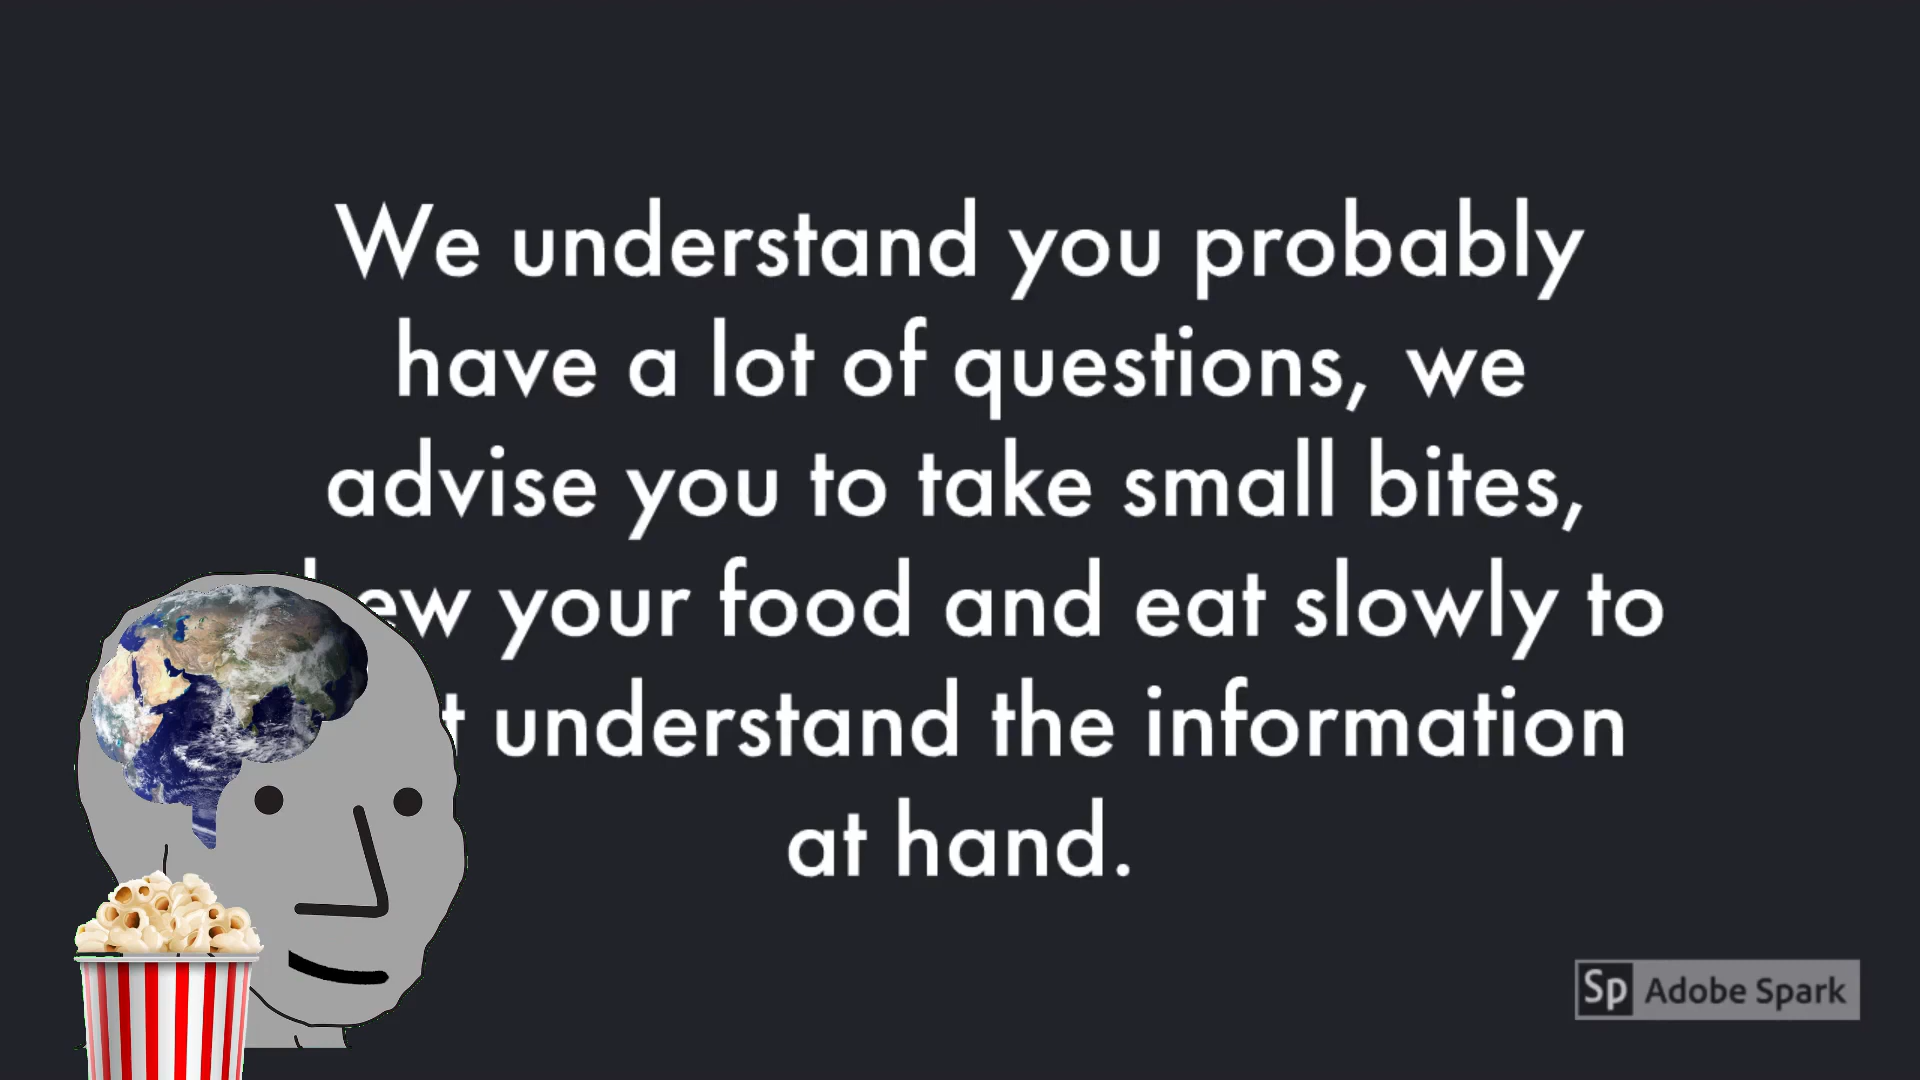 We understand you probably
have a lot of questions, we
advise you to take small bites,
your food and eat slowly to
understand the information
at hand.
Sp Adobe Spark